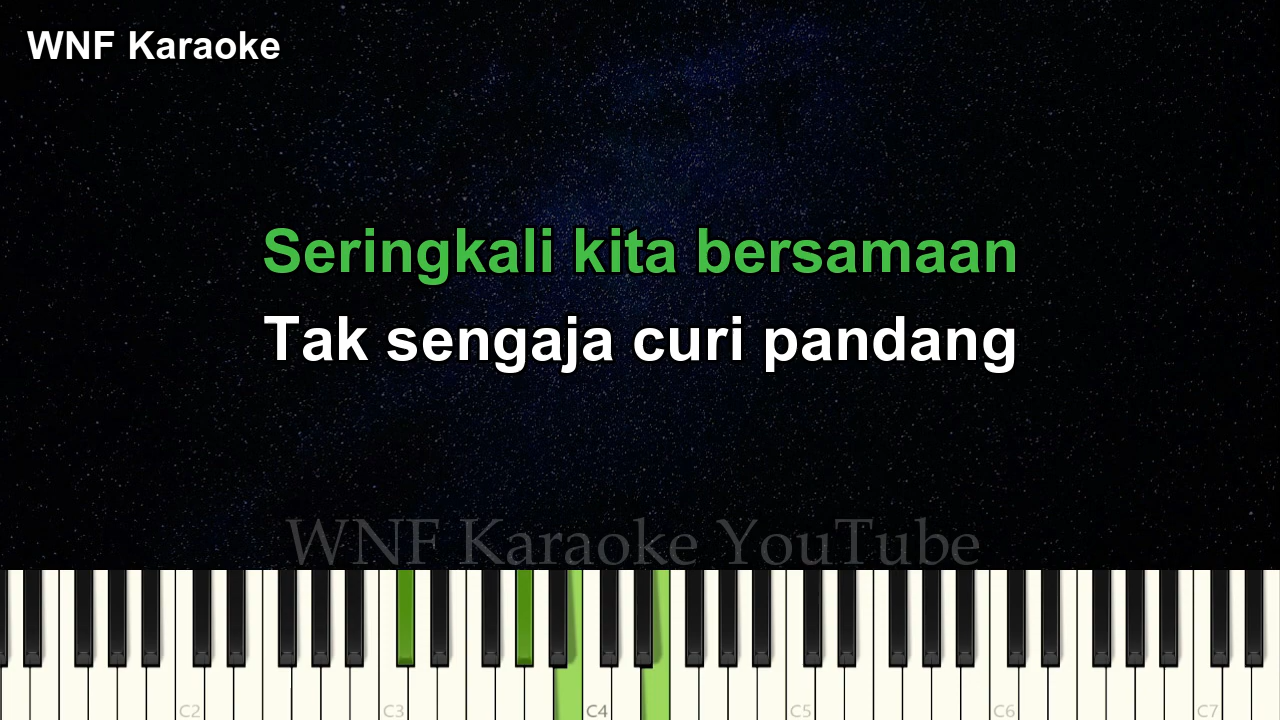 WNF Karaoke
Seringkali kita bersamaan
Tak sengaja curi pandang
WNF Karaoke YouTube
C2 C3 C4 C5 C6 C7